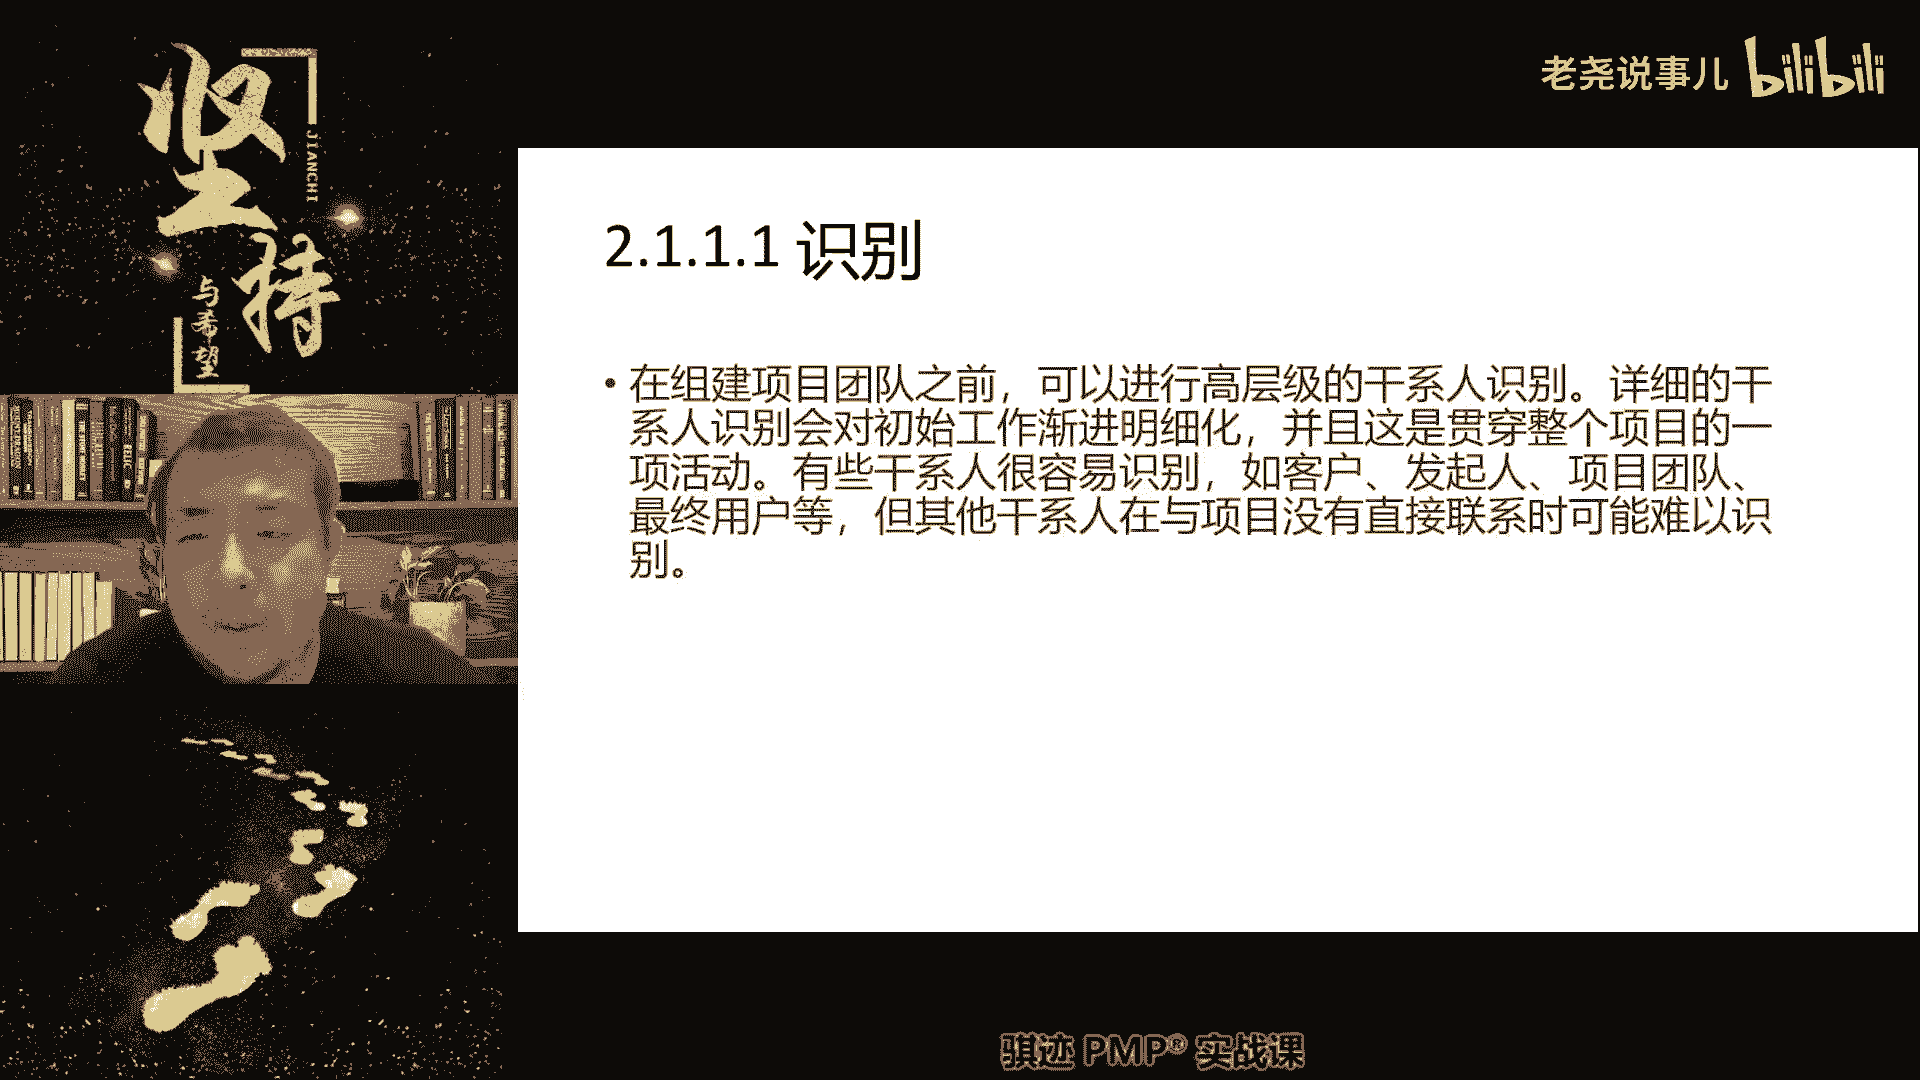 坚持
JIANCHI
与希望
老尧说事儿 bilibili
2.1.1.1 识别
• 在组建项目团队之前，可以进行高层级的干系人识别。详细的干
系人识别会对初始工作渐进明细化，并且这是贯穿整个项目的一
项活动。有些干系人很容易识别，如客户、发起人、项目团队、
最终用户等，但其他干系人在与项目没有直接联系时可能难以识
别。
骐迹 PMP® 实战课